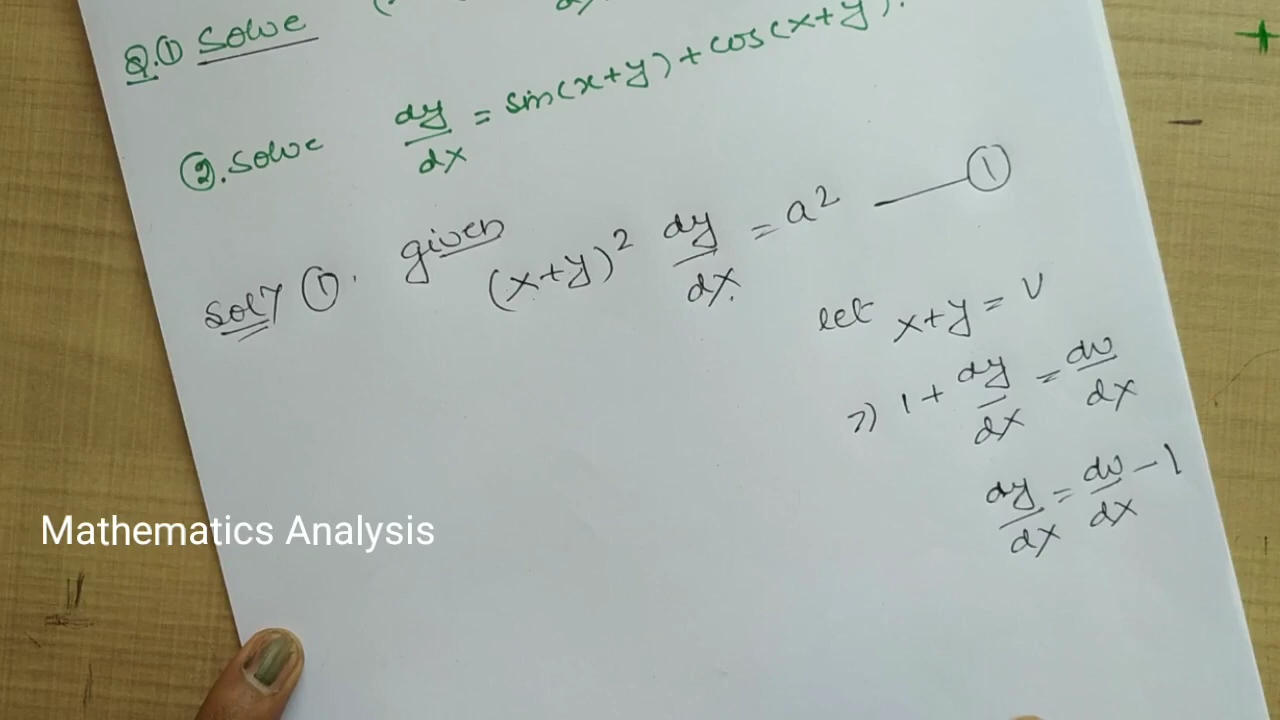 Q.① Solve
②. Solve dy/dx = sin(x+y) + cos(x+y).
Solⁿ ①. given (x+y)² dy/dx = a² —— ①
let x+y = v
⇒ 1 + dy/dx = dv/dx
dy/dx = dv/dx - 1
Mathematics Analysis